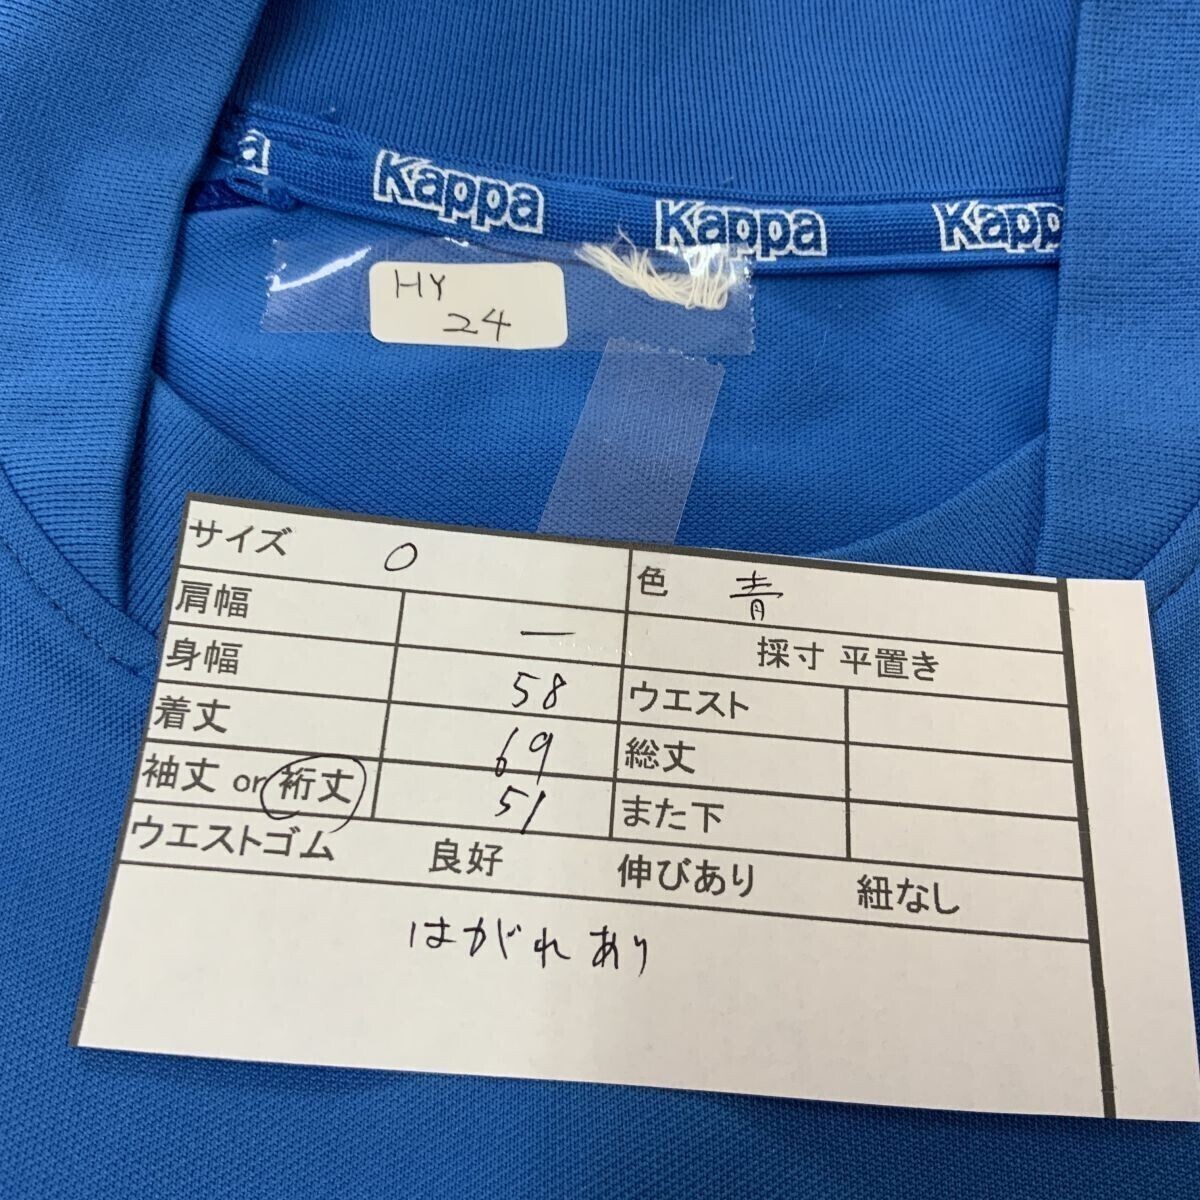 a Kappa Kappa Kapp
HY
24
サイズ O
色 青
肩幅 ー
採寸 平置き
身幅 58
ウエスト
着丈 69
総丈
袖丈 or 裄丈 51
また下
ウエストゴム 良好 伸びあり 紐なし
はがれあり